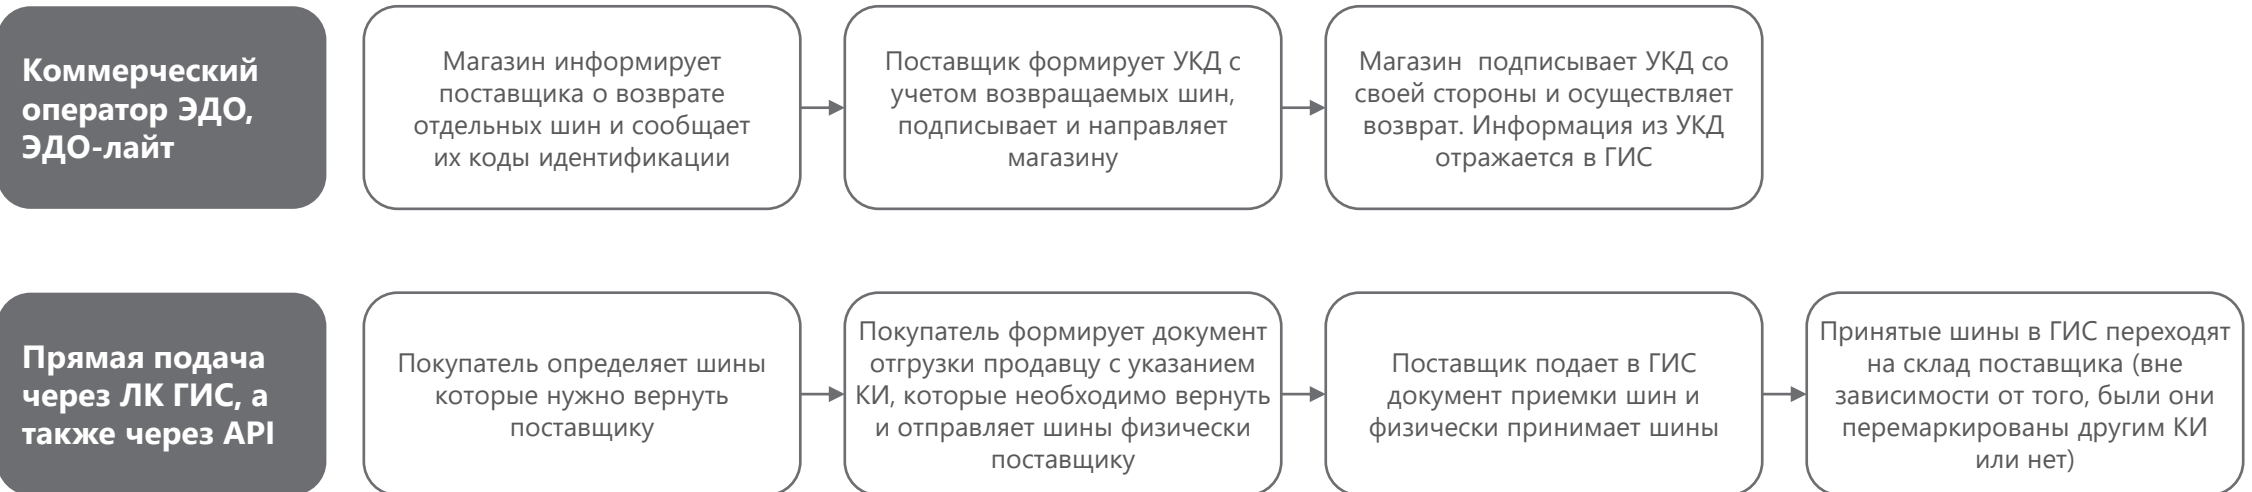 Коммерческий
оператор ЭДО,
ЭДО-лайт
Магазин информирует
поставщика о возврате
отдельных шин и сообщает
их коды идентификации
Поставщик формирует УКД с
учетом возвращаемых шин,
подписывает и направляет
магазину
Магазин подписывает УКД со
своей стороны и осуществляет
возврат. Информация из УКД
отражается в ГИС
Прямая подача
через ЛК ГИС, а
также через API
Покупатель определяет шины
которые нужно вернуть
поставщику
Покупатель формирует документ
отгрузки продавцу с указанием
КИ, которые необходимо вернуть
и отправляет шины физически
поставщику
Поставщик подает в ГИС
документ приемки шин и
физически принимает шины
Принятые шины в ГИС переходят
на склад поставщика (вне
зависимости от того, были они
перемаркированы другим КИ
или нет)